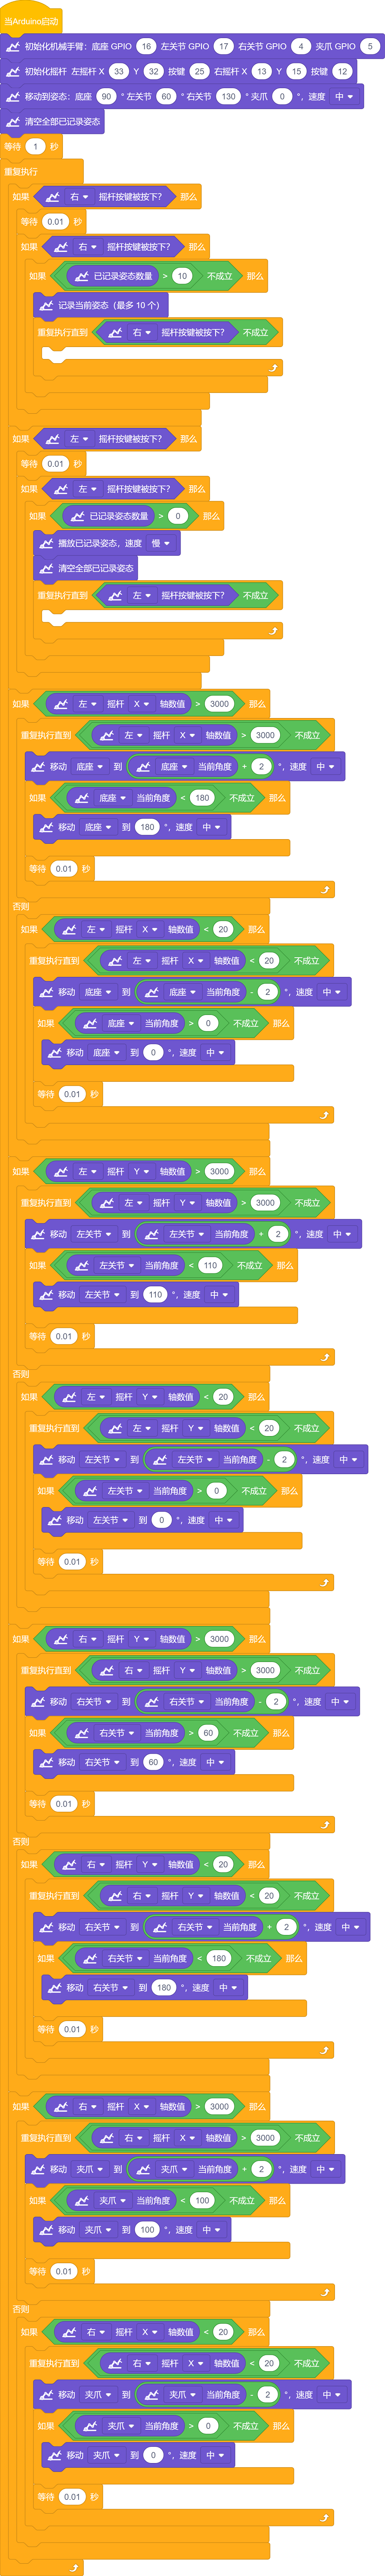 当Arduino启动
初始化机械手臂：底座 GPIO 16 左关节 GPIO 17 右关节 GPIO 4 夹爪 GPIO 5
初始化摇杆 左摇杆 X 33 Y 32 按键 25 右摇杆 X 13 Y 15 按键 12
移动到姿态：底座 90 ° 左关节 60 ° 右关节 130 ° 夹爪 0 °，速度 中
清空全部已记录姿态
等待 1 秒
重复执行
如果 右 摇杆按键被按下？ 那么
等待 0.01 秒
如果 右 摇杆按键被按下？ 那么
如果 已记录姿态数量 > 10 不成立 那么
记录当前姿态（最多 10 个）
重复执行直到 右 摇杆按键被按下？ 不成立
如果 左 摇杆按键被按下？ 那么
等待 0.01 秒
如果 左 摇杆按键被按下？ 那么
如果 已记录姿态数量 > 0 那么
播放已记录姿态，速度 慢
清空全部已记录姿态
重复执行直到 左 摇杆按键被按下？ 不成立
如果 左 摇杆 X 轴数值 > 3000 那么
重复执行直到 左 摇杆 X 轴数值 > 3000 不成立
移动 底座 到 底座 当前角度 + 2 °，速度 中
如果 底座 当前角度 < 180 不成立 那么
移动 底座 到 180 °，速度 中
等待 0.01 秒
否则
如果 左 摇杆 X 轴数值 < 20 那么
重复执行直到 左 摇杆 X 轴数值 < 20 不成立
移动 底座 到 底座 当前角度 - 2 °，速度 中
如果 底座 当前角度 > 0 不成立 那么
移动 底座 到 0 °，速度 中
等待 0.01 秒
如果 左 摇杆 Y 轴数值 > 3000 那么
重复执行直到 左 摇杆 Y 轴数值 > 3000 不成立
移动 左关节 到 左关节 当前角度 + 2 °，速度 中
如果 左关节 当前角度 < 110 不成立 那么
移动 左关节 到 110 °，速度 中
等待 0.01 秒
否则
如果 左 摇杆 Y 轴数值 < 20 那么
重复执行直到 左 摇杆 Y 轴数值 < 20 不成立
移动 左关节 到 左关节 当前角度 - 2 °，速度 中
如果 左关节 当前角度 > 0 不成立 那么
移动 左关节 到 0 °，速度 中
等待 0.01 秒
如果 右 摇杆 Y 轴数值 > 3000 那么
重复执行直到 右 摇杆 Y 轴数值 > 3000 不成立
移动 右关节 到 右关节 当前角度 - 2 °，速度 中
如果 右关节 当前角度 > 60 不成立 那么
移动 右关节 到 60 °，速度 中
等待 0.01 秒
否则
如果 右 摇杆 Y 轴数值 < 20 那么
重复执行直到 右 摇杆 Y 轴数值 < 20 不成立
移动 右关节 到 右关节 当前角度 + 2 °，速度 中
如果 右关节 当前角度 < 180 不成立 那么
移动 右关节 到 180 °，速度 中
等待 0.01 秒
如果 右 摇杆 X 轴数值 > 3000 那么
重复执行直到 右 摇杆 X 轴数值 > 3000 不成立
移动 夹爪 到 夹爪 当前角度 + 2 °，速度 中
如果 夹爪 当前角度 < 100 不成立 那么
移动 夹爪 到 100 °，速度 中
等待 0.01 秒
否则
如果 右 摇杆 X 轴数值 < 20 那么
重复执行直到 右 摇杆 X 轴数值 < 20 不成立
移动 夹爪 到 夹爪 当前角度 - 2 °，速度 中
如果 夹爪 当前角度 > 0 不成立 那么
移动 夹爪 到 0 °，速度 中
等待 0.01 秒